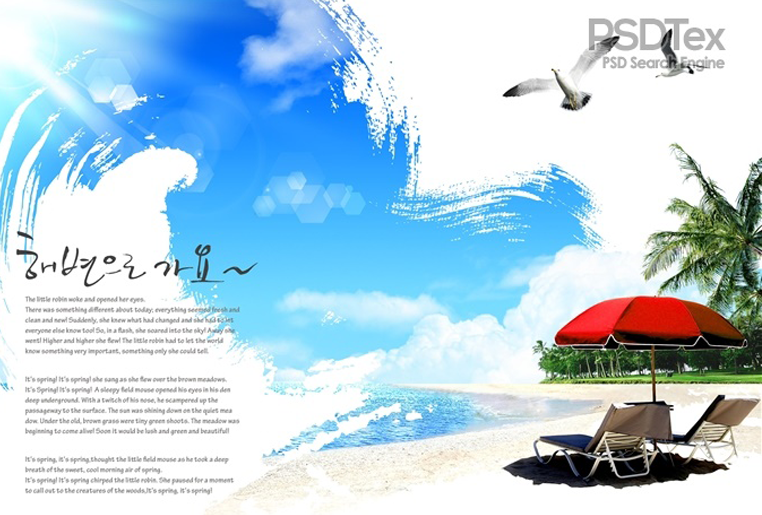 PSDTex
PSD Search Engine
해변으로 가요~
The little robin woke and opened her eyes.
There was something different about today; everything seemed fresh and
clean and new! Suddenly, she knew what had changed and she had to let
everyone else know too! So, in a flash, she soared into the sky! Away she
went! Higher and higher she flew! The little robin had to let the world
know something very important, something only she could tell.
It's spring! It's spring! she sang as she flew over the brown meadows.
It's Spring! It's spring! A sleepy field mouse opened his eyes in his den
deep underground. With a twitch of his nose, he scampered up the
passageway to the surface. The sun was shining down on the quiet mea
dow. Under the old, brown grass were tiny green shoots. The meadow was
beginning to come alive! Soon it would be lush and green and beautiful!
It's spring, it's spring,thought the little field mouse as he took a deep
breath of the sweet, cool morning air of spring.
It's spring! It's spring! chirped the little robin. She paused for a moment
to call out to the creatures of the woods,It's spring, it's spring!